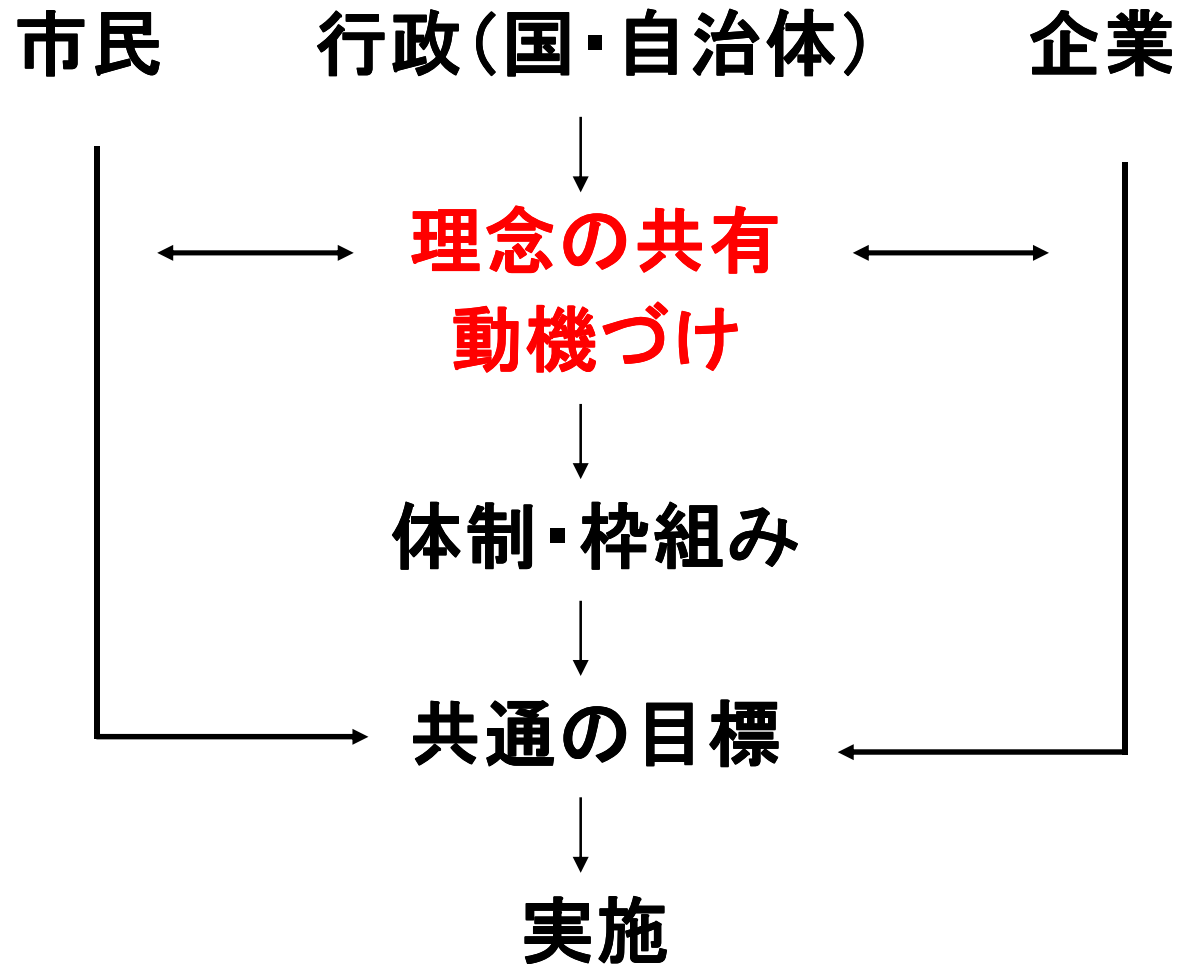 市民 行政(国・自治体) 企業
理念の共有
動機づけ
体制・枠組み
共通の目標
実施